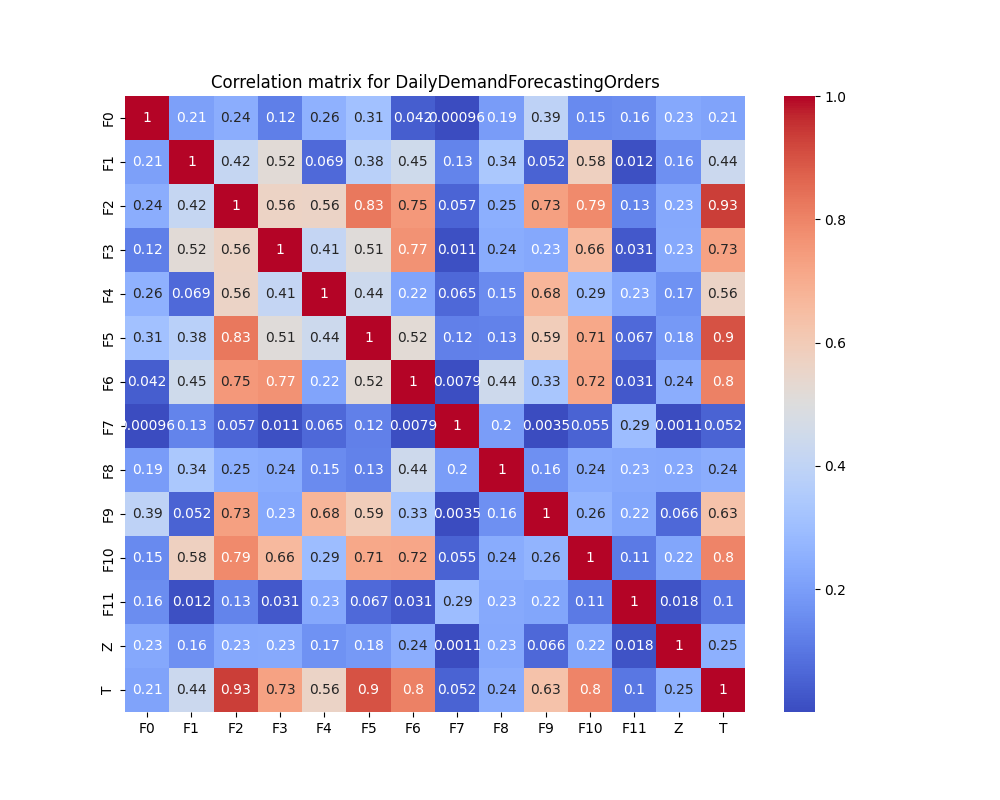 Correlation matrix for DailyDemandForecastingOrders
F0 1 0.21 0.24 0.12 0.26 0.31 0.042 0.00096 0.19 0.39 0.15 0.16 0.23 0.21
F1 0.21 1 0.42 0.52 0.069 0.38 0.45 0.13 0.34 0.052 0.58 0.012 0.16 0.44
F2 0.24 0.42 1 0.56 0.56 0.83 0.75 0.057 0.25 0.73 0.79 0.13 0.23 0.93
F3 0.12 0.52 0.56 1 0.41 0.51 0.77 0.011 0.24 0.23 0.66 0.031 0.23 0.73
F4 0.26 0.069 0.56 0.41 1 0.44 0.22 0.065 0.15 0.68 0.29 0.23 0.17 0.56
F5 0.31 0.38 0.83 0.51 0.44 1 0.52 0.12 0.13 0.59 0.71 0.067 0.18 0.9
F6 0.042 0.45 0.75 0.77 0.22 0.52 1 0.0079 0.44 0.33 0.72 0.031 0.24 0.8
F7 0.00096 0.13 0.057 0.011 0.065 0.12 0.0079 1 0.2 0.0035 0.055 0.29 0.0011 0.052
F8 0.19 0.34 0.25 0.24 0.15 0.13 0.44 0.2 1 0.16 0.24 0.23 0.23 0.24
F9 0.39 0.052 0.73 0.23 0.68 0.59 0.33 0.0035 0.16 1 0.26 0.22 0.066 0.63
F10 0.15 0.58 0.79 0.66 0.29 0.71 0.72 0.055 0.24 0.26 1 0.11 0.22 0.8
F11 0.16 0.012 0.13 0.031 0.23 0.067 0.031 0.29 0.23 0.22 0.11 1 0.018 0.1
Z 0.23 0.16 0.23 0.23 0.17 0.18 0.24 0.0011 0.23 0.066 0.22 0.018 1 0.25
T 0.21 0.44 0.93 0.73 0.56 0.9 0.8 0.052 0.24 0.63 0.8 0.1 0.25 1
F0 F1 F2 F3 F4 F5 F6 F7 F8 F9 F10 F11 Z T
1.0
0.8
0.6
0.4
0.2